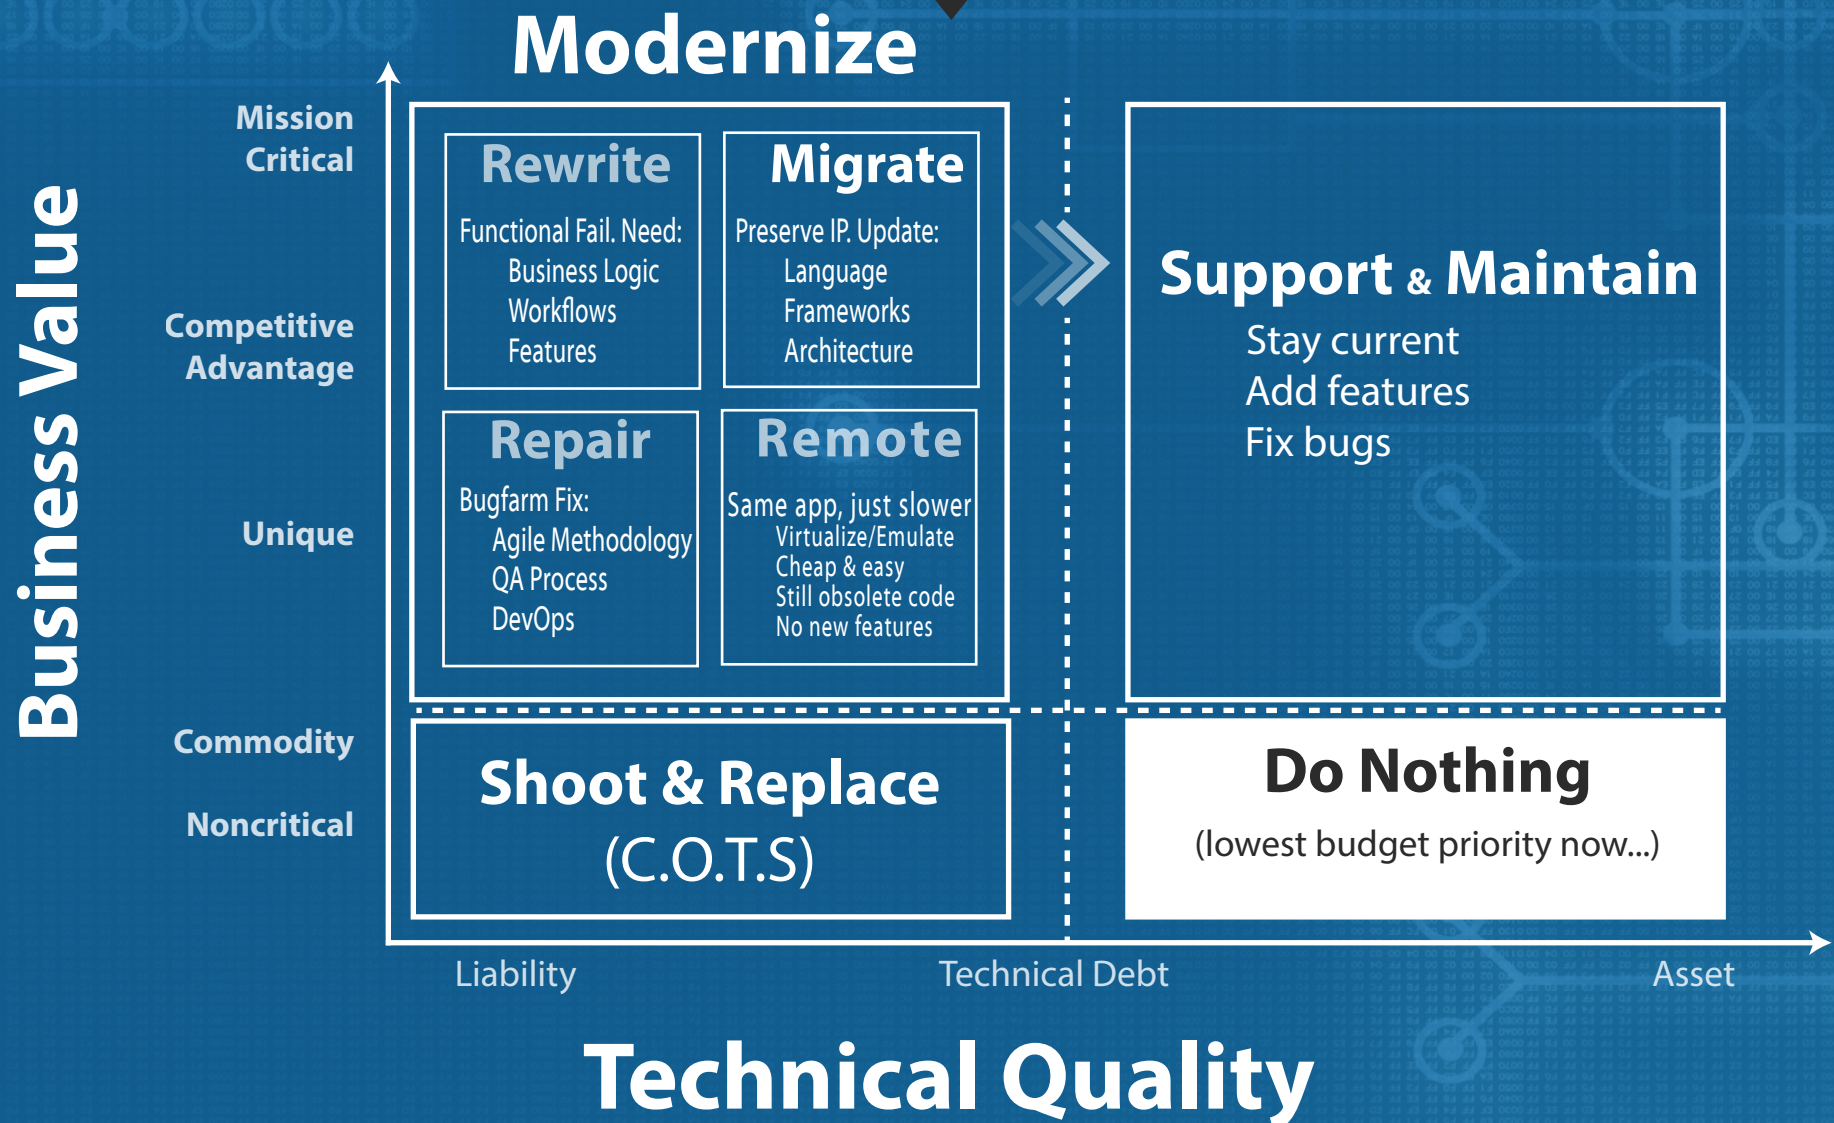 Modernize
Business Value
Mission
Critical
Competitive
Advantage
Unique
Commodity
Noncritical
Rewrite
Functional Fail. Need:
Business Logic
Workflows
Features
Migrate
Preserve IP. Update:
Language
Frameworks
Architecture
Repair
Bugfarm Fix:
Agile Methodology
QA Process
DevOps
Remote
Same app, just slower
Virtualize/Emulate
Cheap & easy
Still obsolete code
No new features
Support & Maintain
Stay current
Add features
Fix bugs
Shoot & Replace
(C.O.T.S)
Do Nothing
(lowest budget priority now...)
Liability
Technical Debt
Asset
Technical Quality